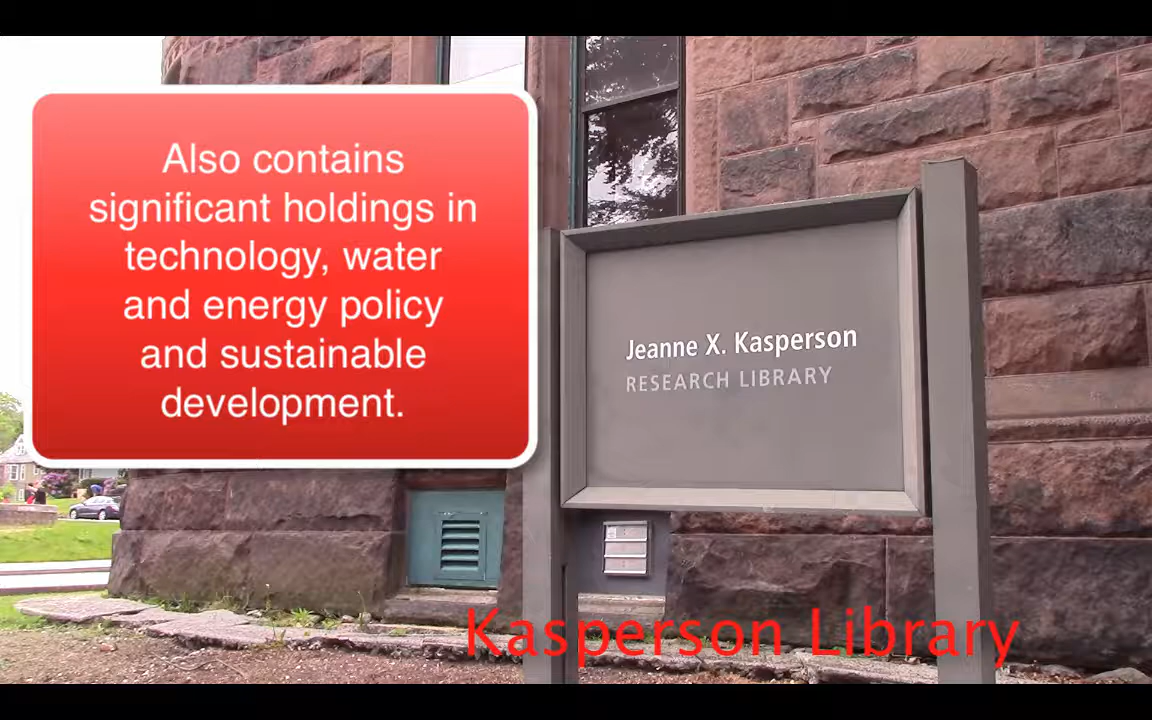 Also contains
significant holdings in
technology, water
and energy policy
and sustainable
development.
Jeanne X. Kasperson
RESEARCH LIBRARY
Kasperson Library